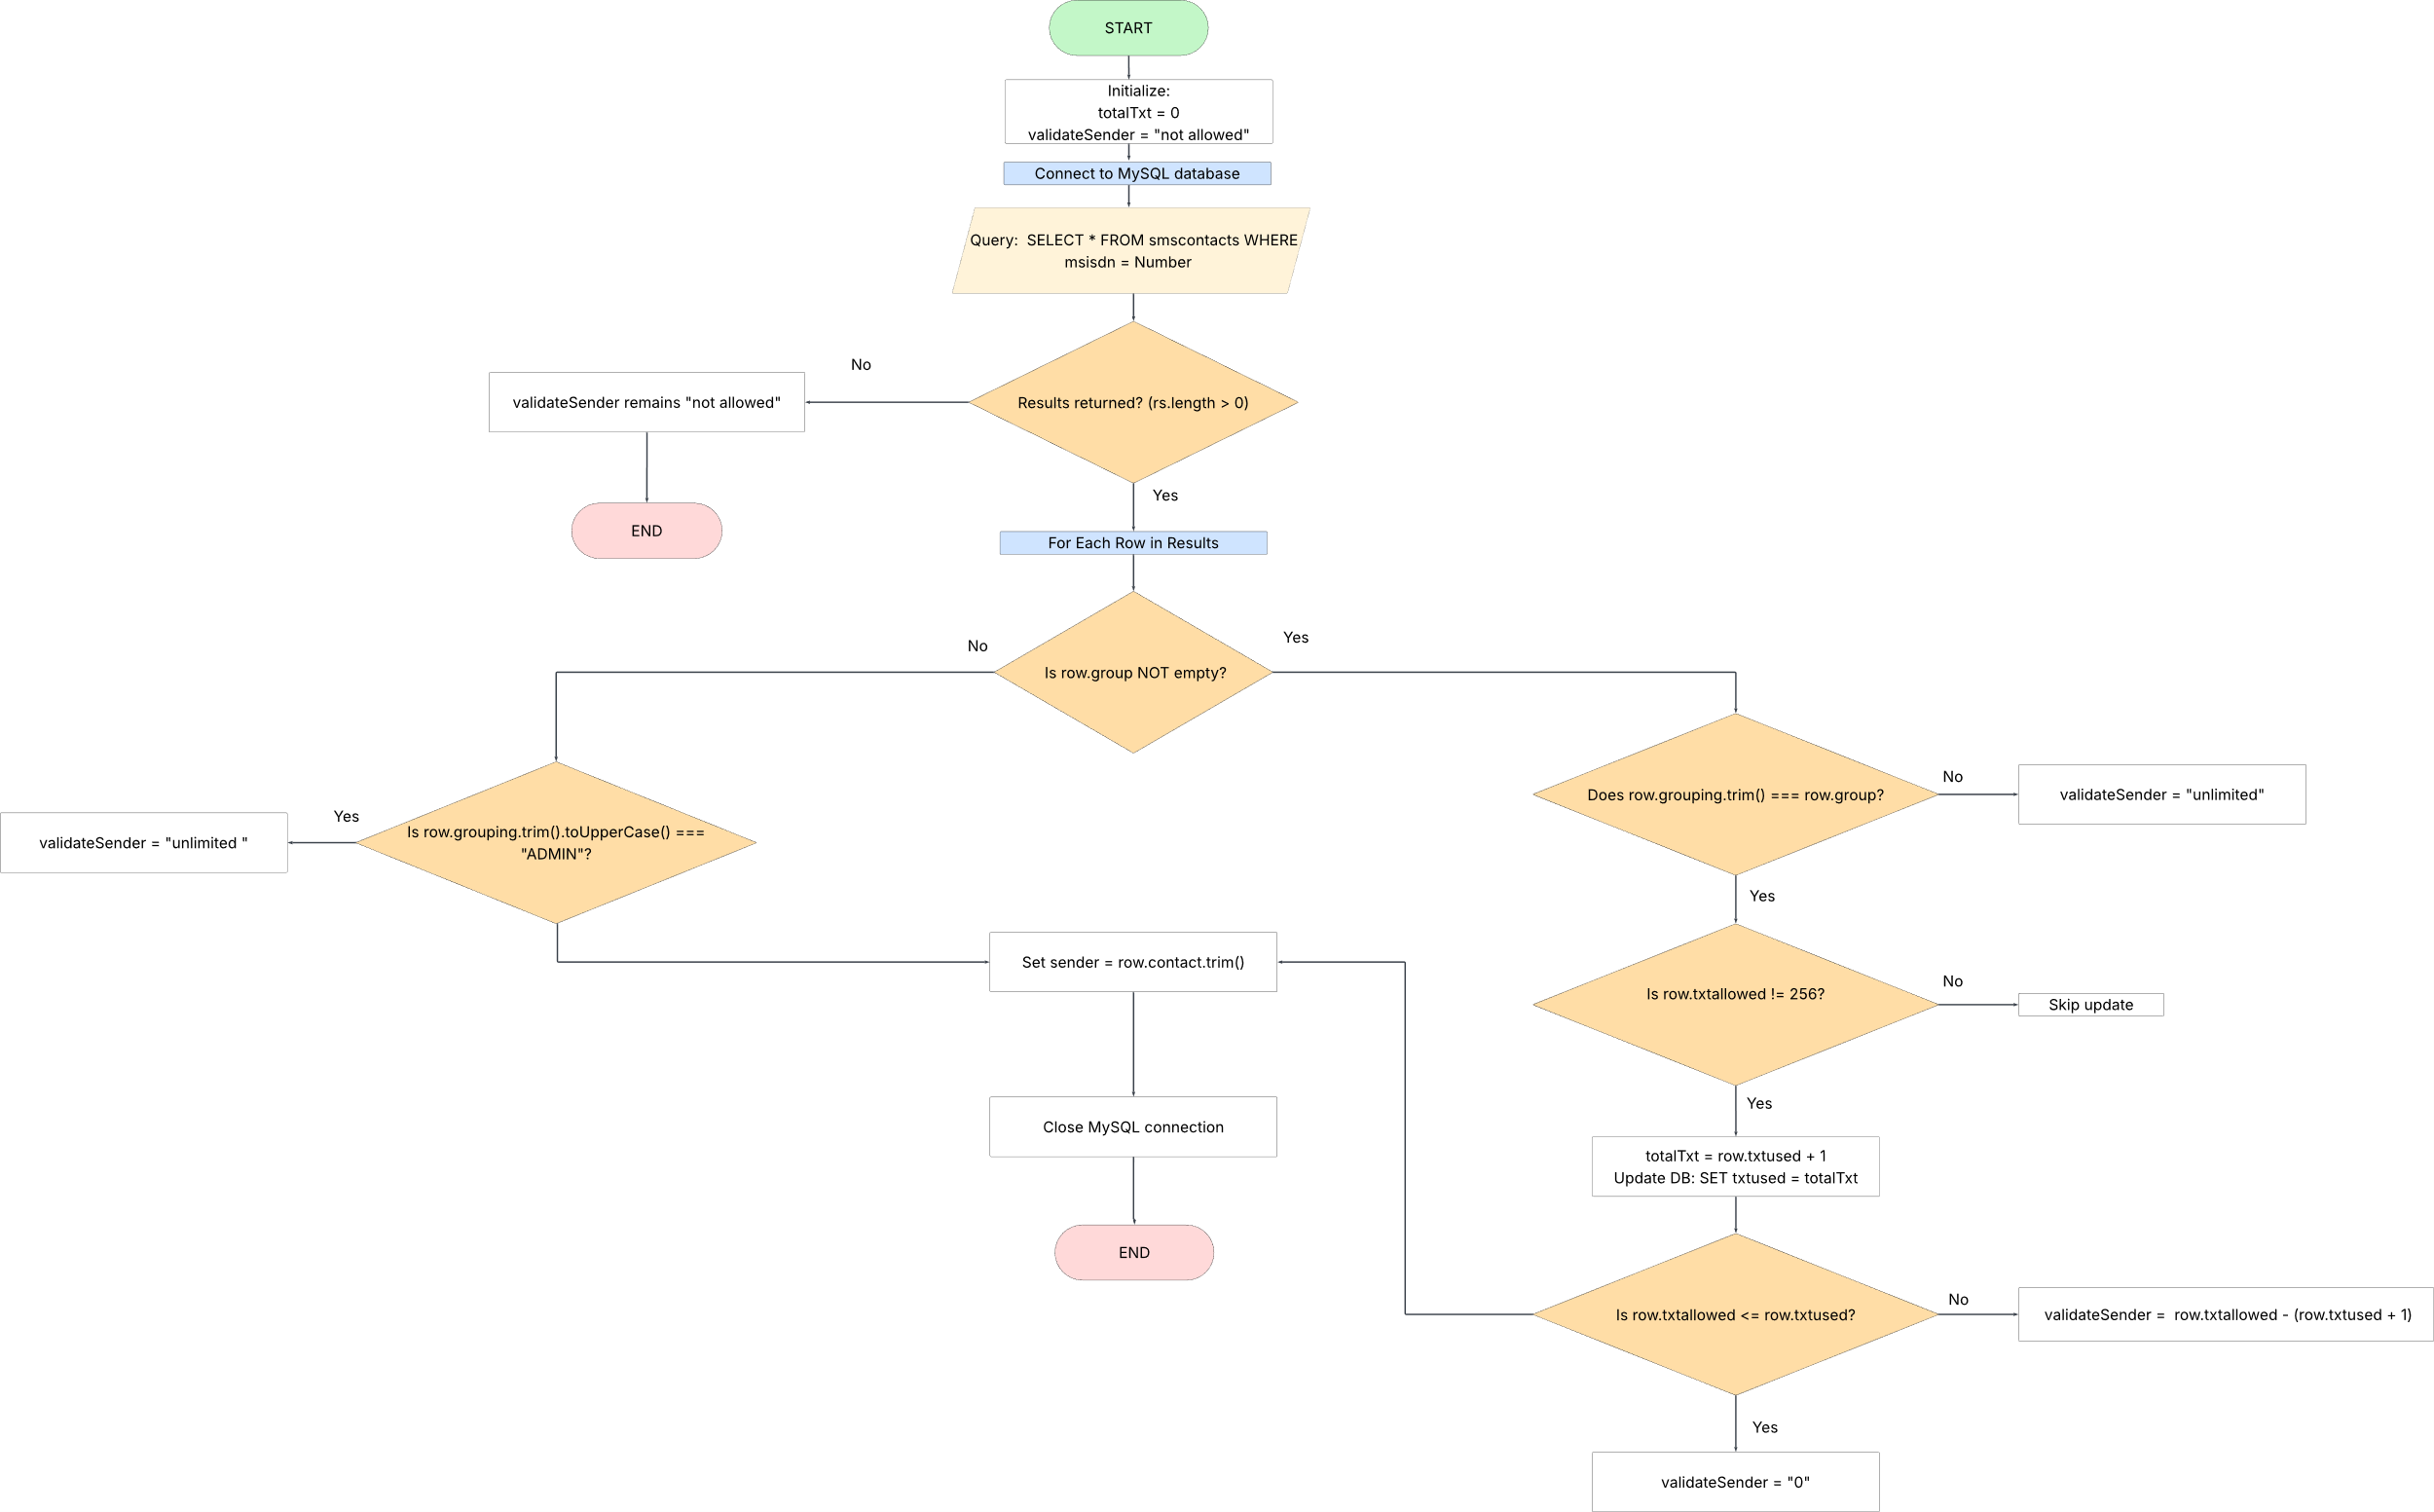 START
Initialize:
totalTxt = 0
validateSender = "not allowed"
Connect to MySQL database
Query:  SELECT * FROM smscontacts WHERE
msisdn = Number
No
Results returned? (rs.length > 0)
validateSender remains "not allowed"
Yes
END
For Each Row in Results
No
Yes
Is row.group NOT empty?
No
Does row.grouping.trim() === row.group?
validateSender = "unlimited"
Yes
Is row.grouping.trim().toUpperCase() ===
"ADMIN"?
validateSender = "unlimited "
Yes
Set sender = row.contact.trim()
No
Is row.txtallowed != 256?
Skip update
Yes
Close MySQL connection
totalTxt = row.txtused + 1
Update DB: SET txtused = totalTxt
END
No
Is row.txtallowed <= row.txtused?
validateSender =  row.txtallowed - (row.txtused + 1)
Yes
validateSender = "0"